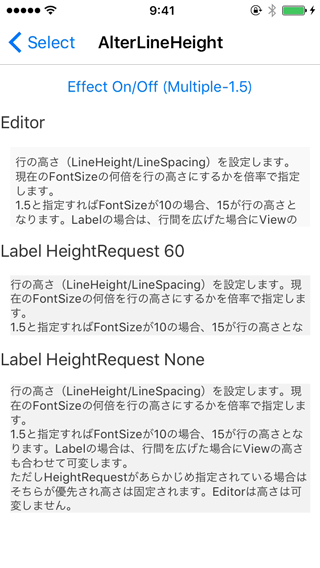 9:41
Select
AlterLineHeight
Effect On/Off (Multiple-1.5)
Editor
行の高さ（LineHeight/LineSpacing）を設定します。
現在のFontSizeの何倍を行の高さにするかを倍率で指定
します。
1.5と指定すればFontSizeが10の場合、15が行の高さと
なります。Labelの場合は、行間を広げた場合にViewの
Label HeightRequest 60
行の高さ（LineHeight/LineSpacing）を設定します。現
在のFontSizeの何倍を行の高さにするかを倍率で指定しま
す。
1.5と指定すればFontSizeが10の場合、15が行の高さとな
Label HeightRequest None
行の高さ（LineHeight/LineSpacing）を設定します。現
在のFontSizeの何倍を行の高さにするかを倍率で指定しま
す。
1.5と指定すればFontSizeが10の場合、15が行の高さとな
ります。Labelの場合は、行間を広げた場合にViewの高さ
も合わせて可変します。
ただしHeightRequestがあらかじめ指定されている場合は
そちらが優先され高さは固定されます。Editorは高さは可
変しません。